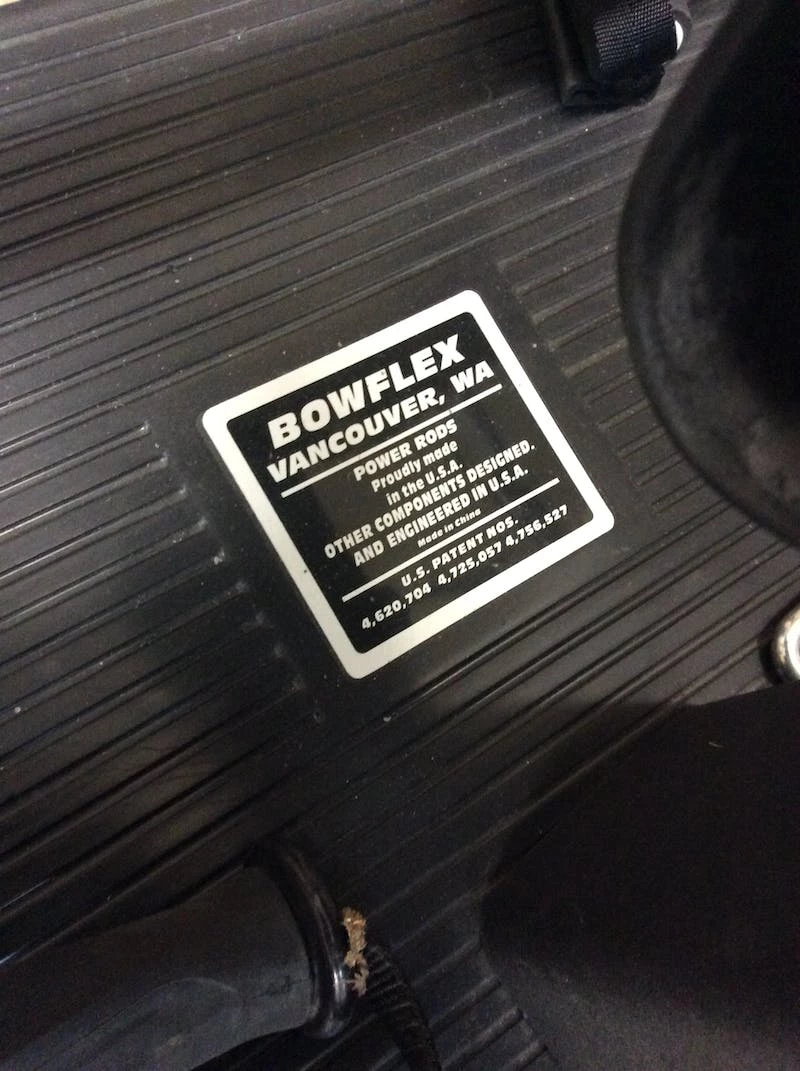 BOWFLEX
VANCOUVER, WA
POWER RODS
Proudly made
in the U.S.A.
OTHER COMPONENTS DESIGNED.
AND ENGINEERED IN U.S.A.
Made in China
U.S. PATENT NOS.
4,620,704 4,725,057 4,756,527